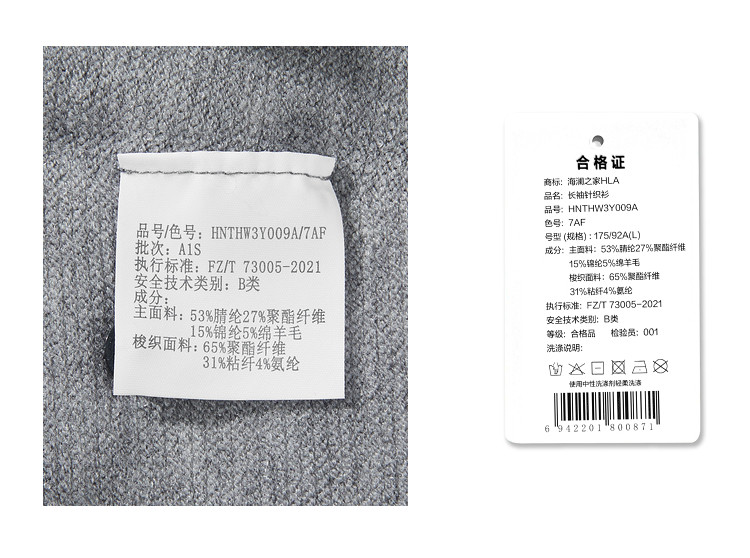 品号/色号: HNTHW3Y009A/7AF
批次: A1S
执行标准: FZ/T 73005-2021
安全技术类别: B类
成分:
主面料: 53%腈纶27%聚酯纤维
15%锦纶5%绵羊毛
梭织面料: 65%聚酯纤维
31%粘纤4%氨纶
合格证
商标: 海澜之家HLA
品名: 长袖针织衫
品号: HNTHW3Y009A
色号: 7AF
号型 (规格) : 175/92A(L)
成分: 主面料: 53%腈纶27%聚酯纤维
15%锦纶5%绵羊毛
梭织面料: 65%聚酯纤维
31%粘纤4%氨纶
执行标准: FZ/T 73005-2021
安全技术类别: B类
等级: 合格品 检验员: 001
洗涤说明:
使用中性洗涤剂轻柔洗涤
6 942201 800871